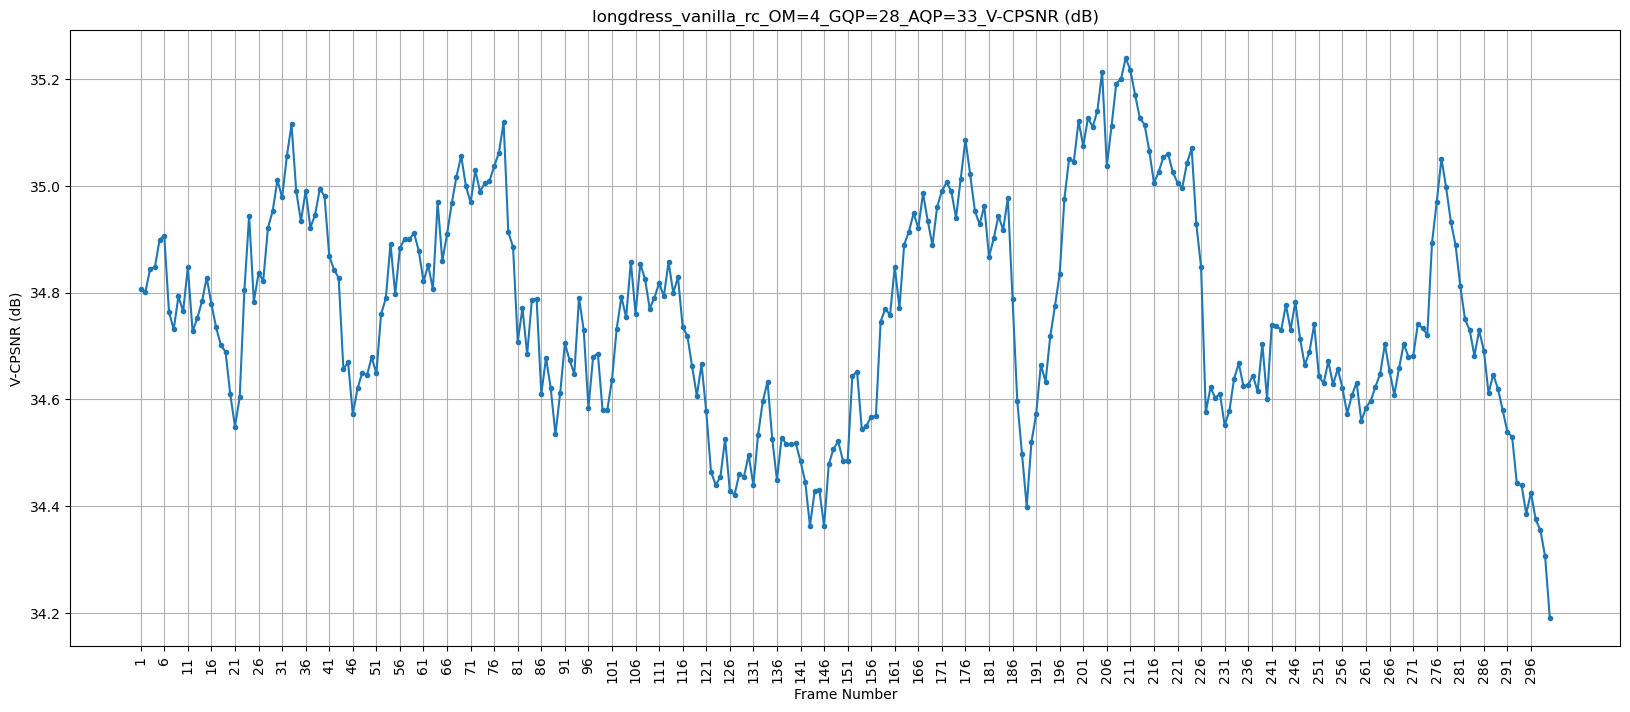 longdress_vanilla_rc_OM=4_GQP=28_AQP=33_V-CPSNR (dB)
V-CPSNR (dB)
35.2
35.0
34.8
34.6
34.4
34.2
1 6 11 16 21 26 31 36 41 46 51 56 61 66 71 76 81 86 91 96 101 106 111 116 121 126 131 136 141 146 151 156 161 166 171 176 181 186 191 196 201 206 211 216 221 226 231 236 241 246 251 256 261 266 271 276 281 286 291 296
Frame Number